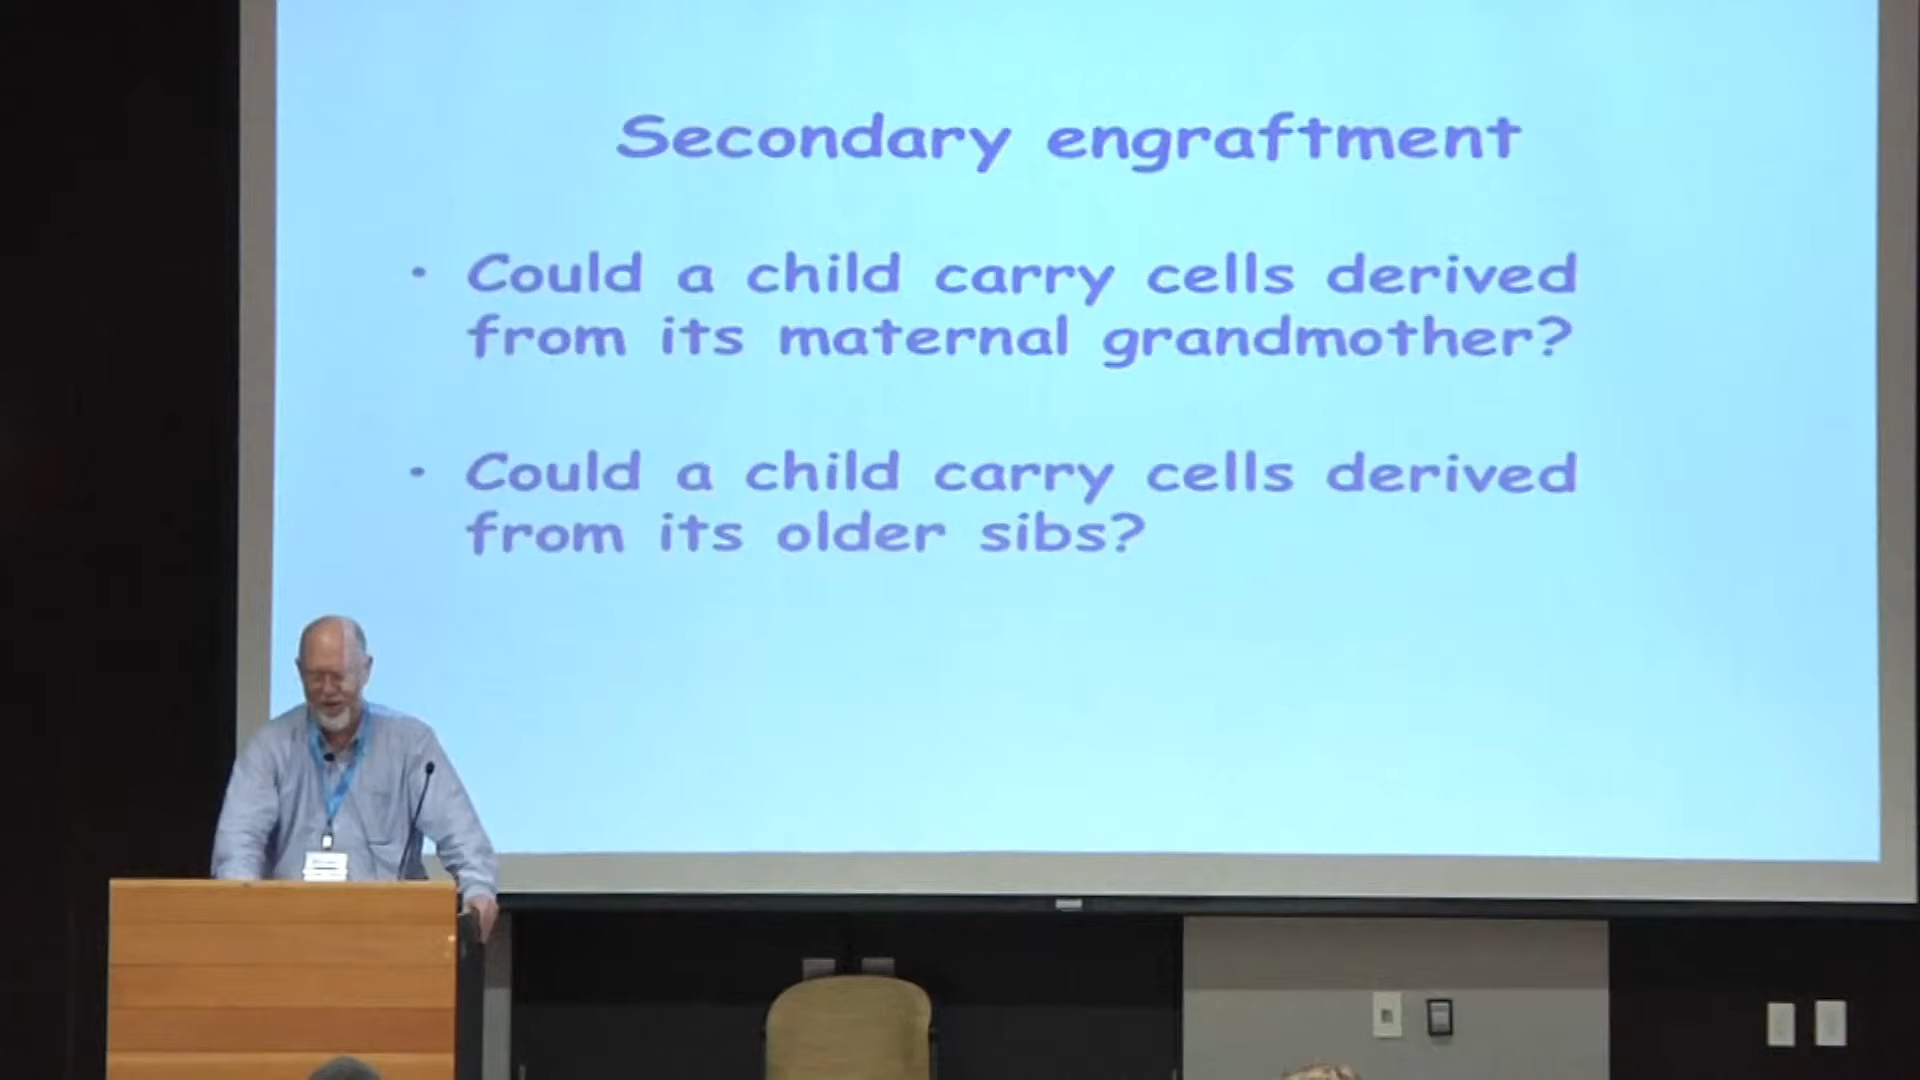 Secondary engraftment
• Could a child carry cells derived
from its maternal grandmother?
• Could a child carry cells derived
from its older sibs?